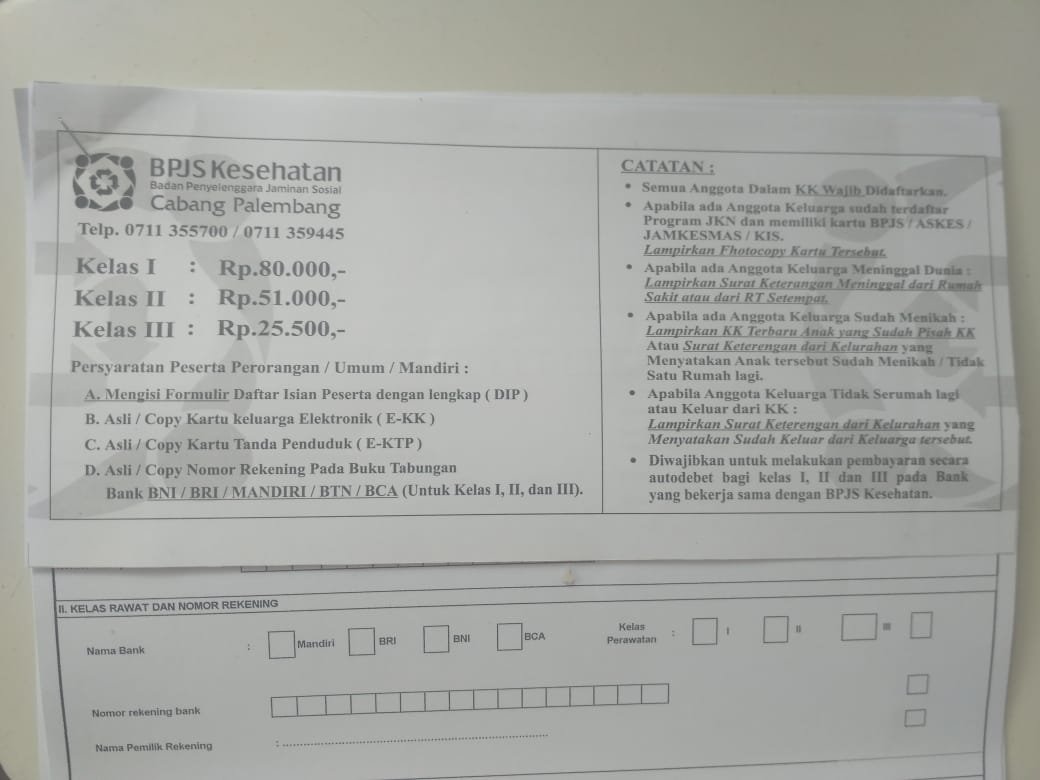 BPJS Kesehatan
Badan Penyelenggara Jaminan Sosial
Cabang Palembang
Telp. 0711 355700 / 0711 359445
Kelas I : Rp.80.000,-
Kelas II : Rp.51.000,-
Kelas III : Rp.25.500,-
Persyaratan Peserta Perorangan / Umum / Mandiri :
A. Mengisi Formulir Daftar Isian Peserta dengan lengkap ( DIP )
B. Asli / Copy Kartu keluarga Elektronik ( E-KK )
C. Asli / Copy Kartu Tanda Penduduk ( E-KTP )
D. Asli / Copy Nomor Rekening Pada Buku Tabungan
Bank BNI / BRI / MANDIRI / BTN / BCA (Untuk Kelas I, II, dan III).
CATATAN :
• Semua Anggota Dalam KK Wajib Didaftarkan.
• Apabila ada Anggota Keluarga sudah terdaftar
Program JKN dan memiliki kartu BPJS / ASKES /
JAMKESMAS / KIS.
Lampirkan Fhotocopy Kartu Tersebut.
• Apabila ada Anggota Keluarga Meninggal Dunia :
Lampirkan Surat Keterangan Meninggal dari Rumah
Sakit atau dari RT Setempat.
• Apabila ada Anggota Keluarga Sudah Menikah :
Lampirkan KK Terbaru Anak yang Sudah Pisah KK
Atau Surat Keterengan dari Kelurahan yang
Menyatakan Anak tersebut Sudah Menikah / Tidak
Satu Rumah lagi.
• Apabila Anggota Keluarga Tidak Serumah lagi
atau Keluar dari KK :
Lampirkan Surat Keterengan dari Kelurahan yang
Menyatakan Sudah Keluar dari Keluarga tersebut.
• Diwajibkan untuk melakukan pembayaran secara
autodebet bagi kelas I, II dan III pada Bank
yang bekerja sama dengan BPJS Kesehatan.
II. KELAS RAWAT DAN NOMOR REKENING
Nama Bank : Mandiri BRI BNI BCA
Kelas
Perawatan : I II III
Nomor rekening bank
Nama Pemilik Rekening : ..............................................................................